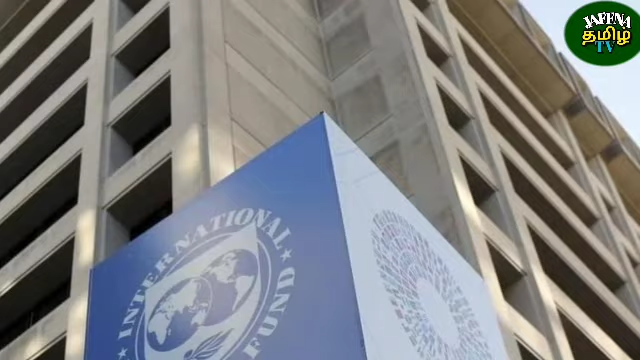 JAFFNA
தமிழ்
TV
INTERNATIONAL
FUND